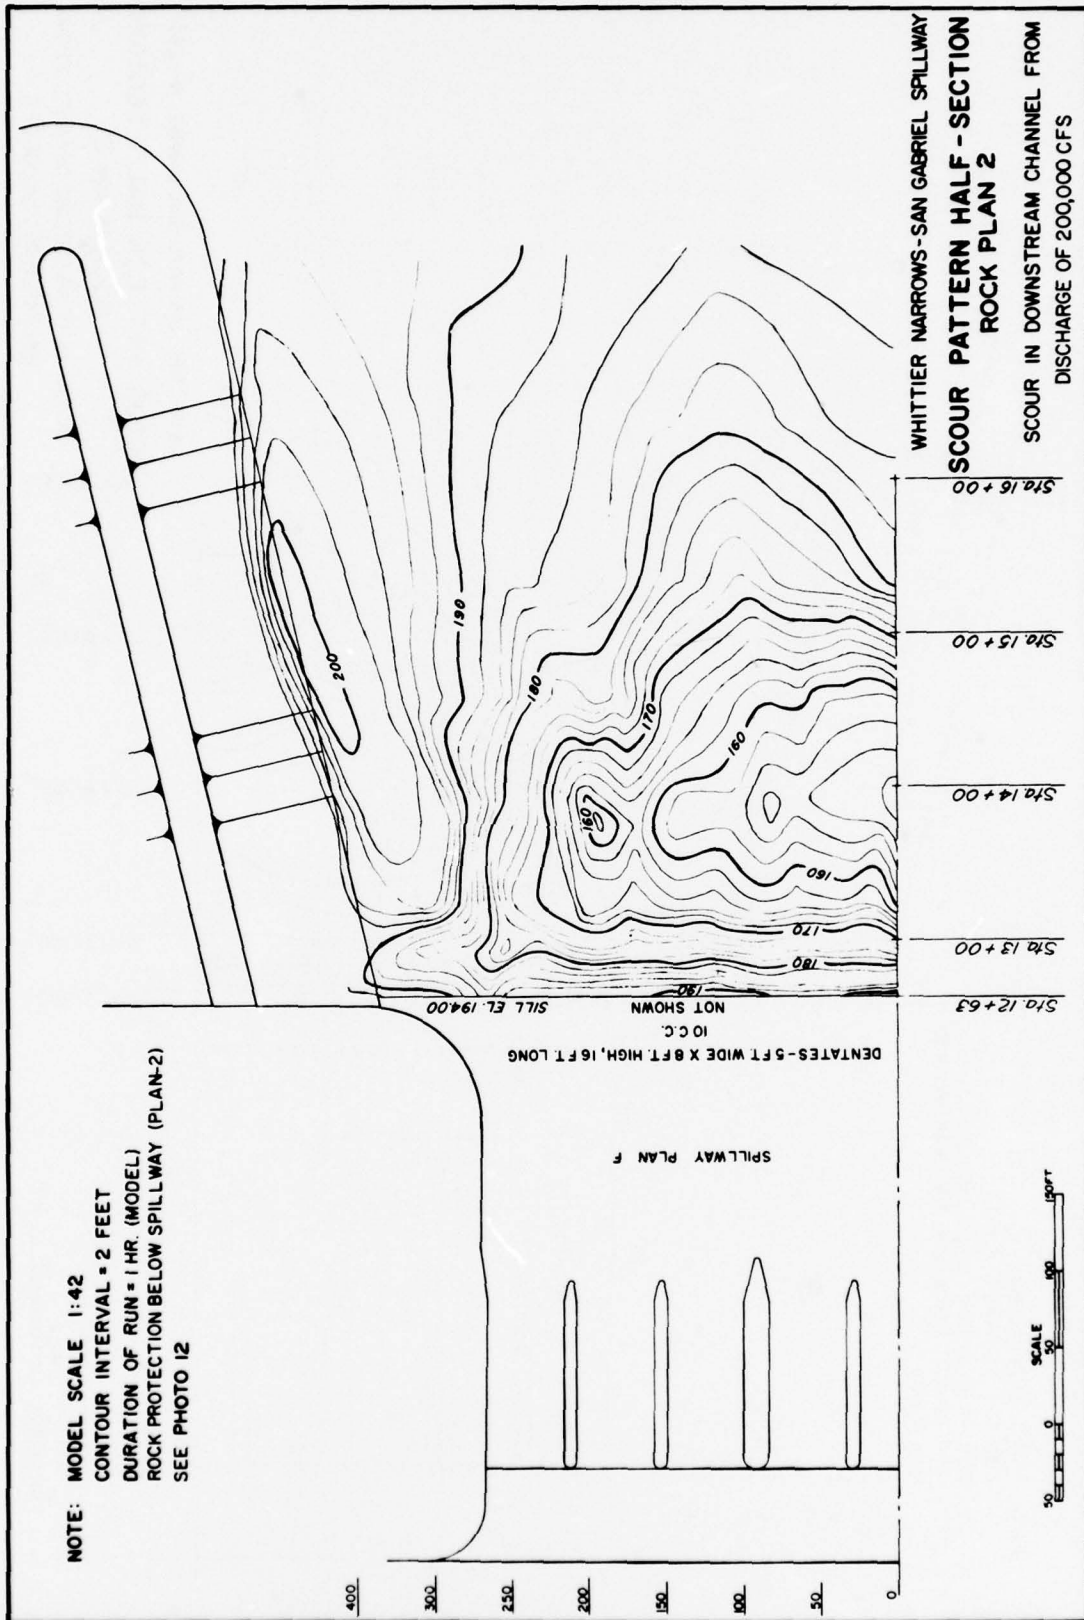 NOTE: MODEL SCALE 1:42
CONTOUR INTERVAL = 2 FEET
DURATION OF RUN = 1 HR. (MODEL)
ROCK PROTECTION BELOW SPILLWAY (PLAN-2)
SEE PHOTO 12
400
300
250
200
150
100
50
0
SPILLWAY PLAN F
DENTATES-5 FT. WIDE X 8 FT. HIGH, 16 FT. LONG
10 C.C.
NOT SHOWN
SILL EL. 194.00
190
180
170
160
160
160
170
180
190
200
Sta. 12+63
Sta. 13+00
Sta. 14+00
Sta. 15+00
Sta. 16+00
SCALE
50
0
50
100
150FT
WHITTIER NARROWS-SAN GABRIEL SPILLWAY
SCOUR PATTERN HALF-SECTION
ROCK PLAN 2
SCOUR IN DOWNSTREAM CHANNEL FROM
DISCHARGE OF 200,000 CFS